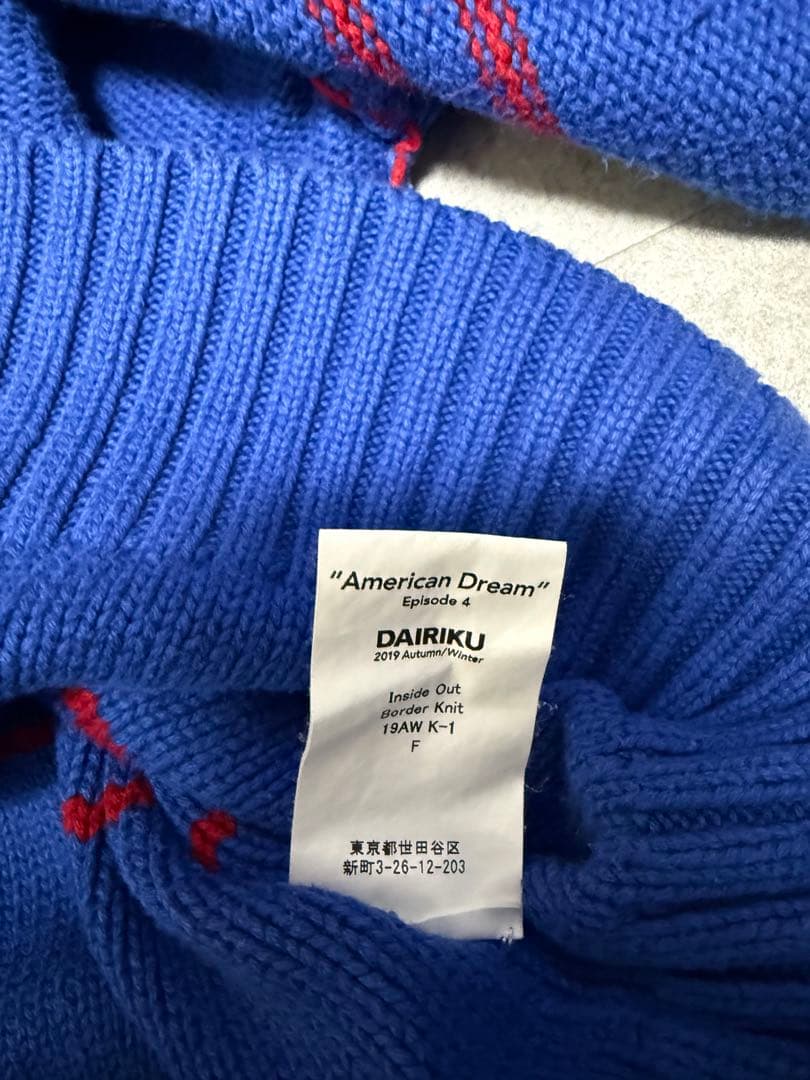 "American Dream"
Episode 4
DAIRIKU
2019 Autumn/Winter
Inside Out
Border Knit
19AW K-1
F
東京都世田谷区
新町3-26-12-203